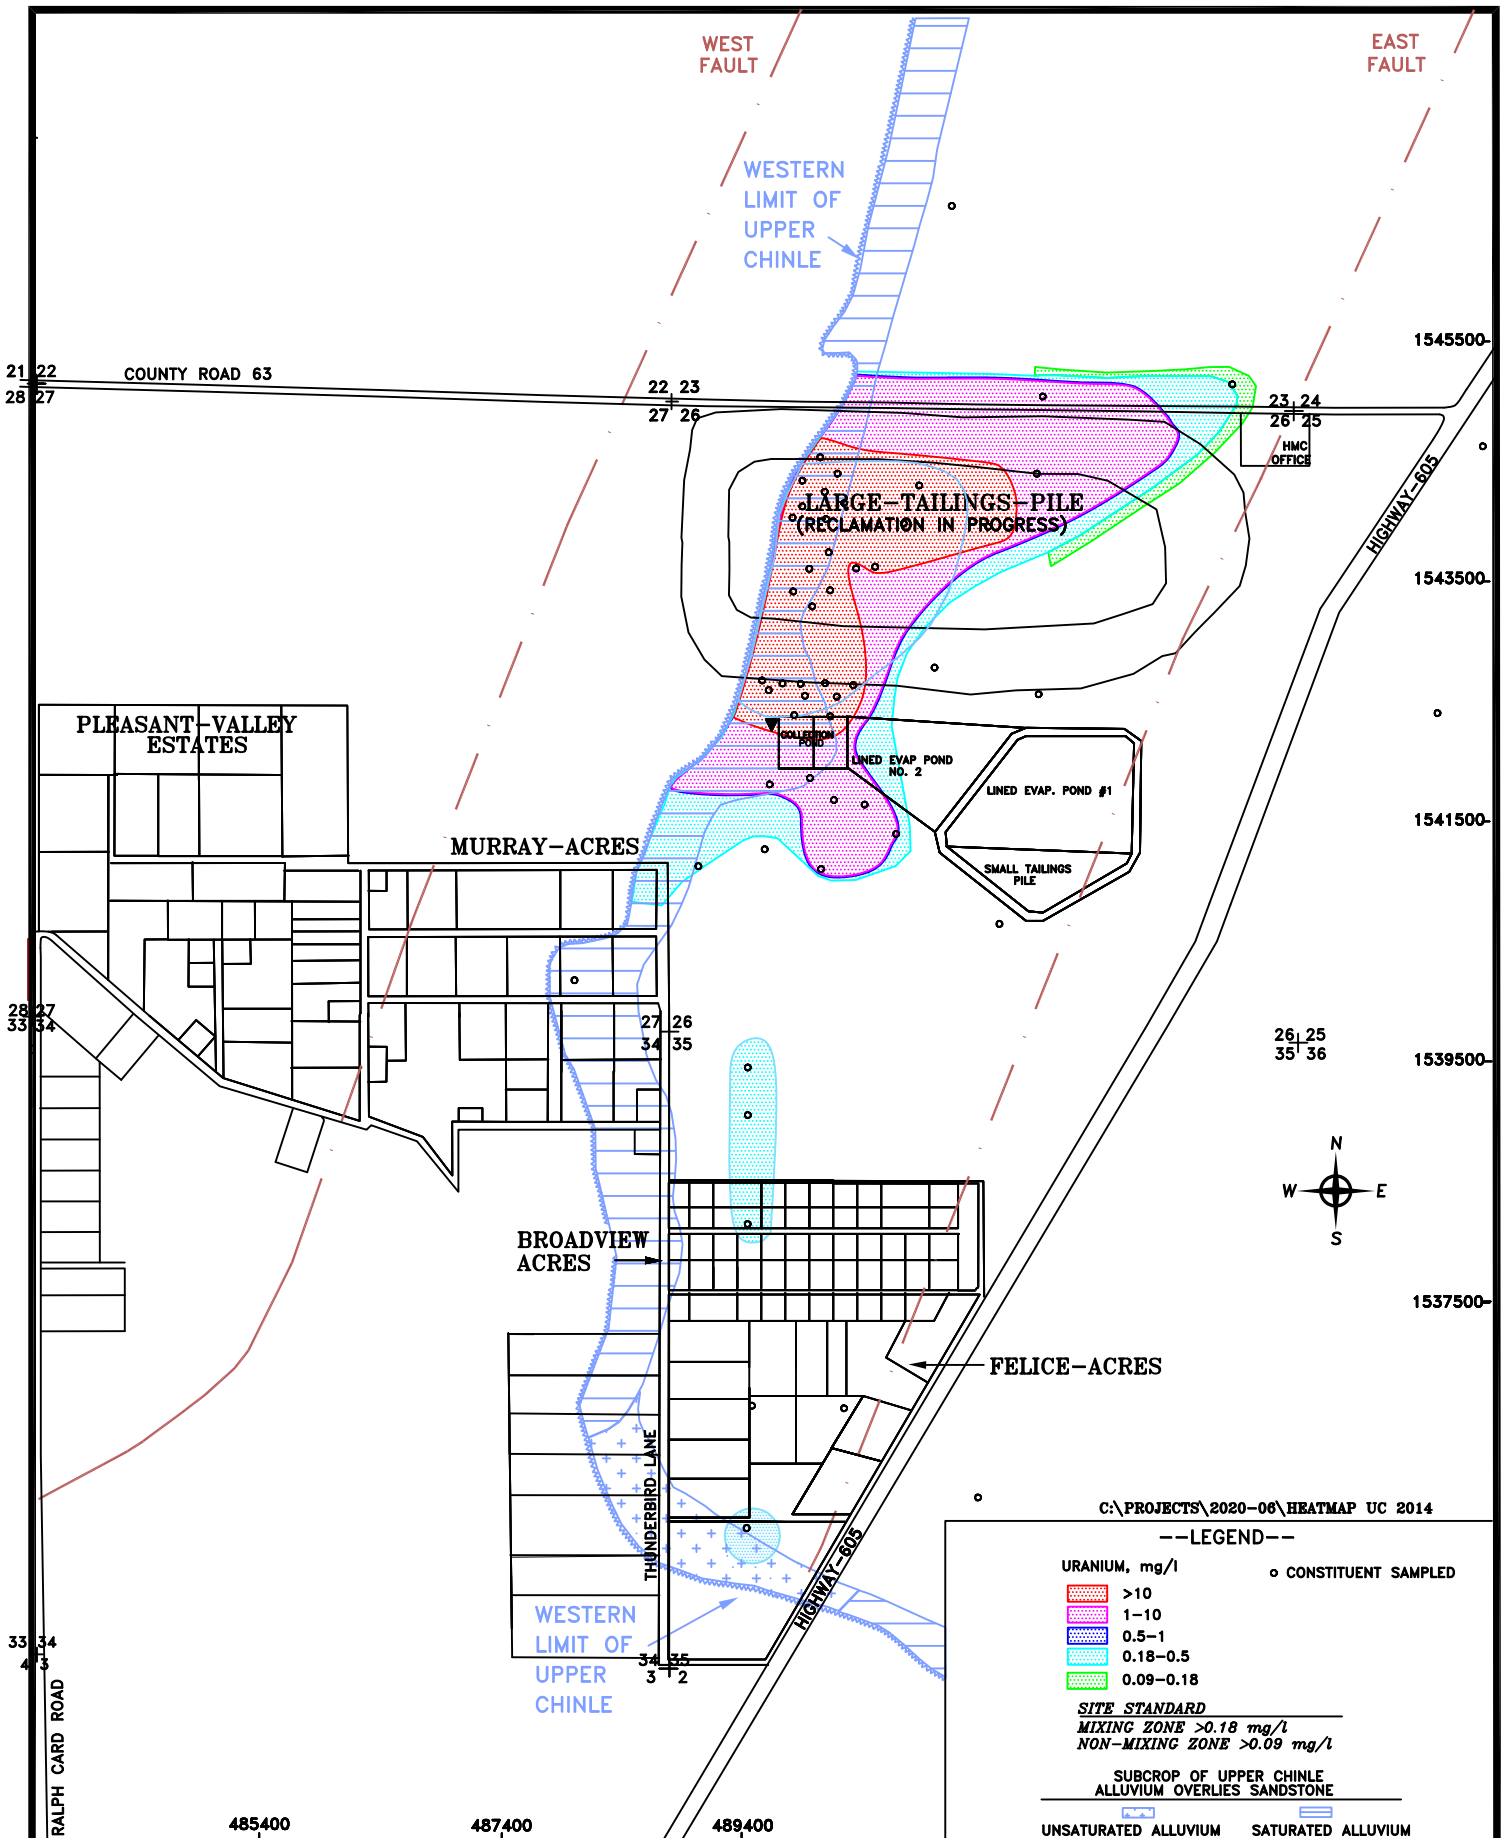 WEST
FAULT
EAST
FAULT
WESTERN
LIMIT OF
UPPER
CHINLE
1545500
21 22
28 27
COUNTY ROAD 63
22 23
27 26
23 24
26 25
HMC
OFFICE
HIGHWAY-605
LARGE-TAILINGS-PILE
(RECLAMATION IN PROGRESS)
1543500
PLEASANT-VALLEY
ESTATES
COLLECTION
POND
LINED EVAP POND
NO. 2
LINED EVAP. POND #1
1541500
MURRAY-ACRES
SMALL TAILINGS
PILE
28 27
33 34
27 26
34 35
26 25
35 36
1539500
N
W E
S
BROADVIEW
ACRES
1537500
FELICE-ACRES
THUNDERBIRD LANE
HIGHWAY-605
C:\PROJECTS\2020-06\HEATMAP UC 2014
--LEGEND--
URANIUM, mg/l
CONSTITUENT SAMPLED
>10
1-10
0.5-1
0.18-0.5
0.09-0.18
WESTERN
LIMIT OF
UPPER
CHINLE
33 34
4 3
34 35
3 2
RALPH CARD ROAD
SITE STANDARD
MIXING ZONE >0.18 mg/l
NON-MIXING ZONE >0.09 mg/l
SUBCROP OF UPPER CHINLE
ALLUVIUM OVERLIES SANDSTONE
UNSATURATED ALLUVIUM SATURATED ALLUVIUM
485400 487400 489400